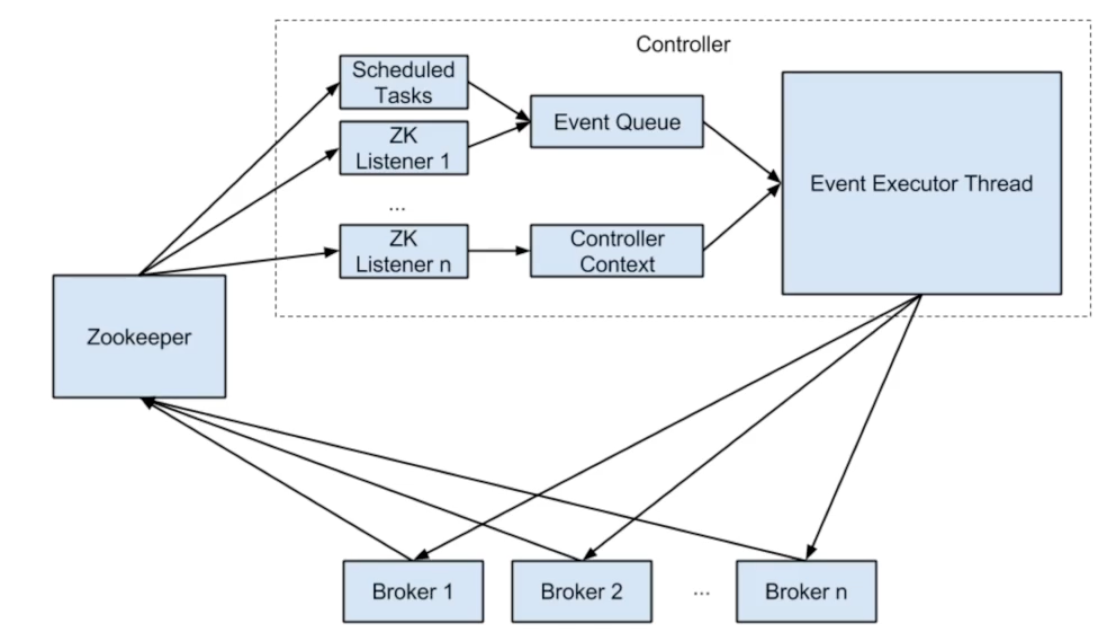 Controller
Scheduled
Tasks
ZK
Listener 1
...
ZK
Listener n
Event Queue
Controller
Context
Event Executor Thread
Zookeeper
Broker 1
Broker 2
...
Broker n